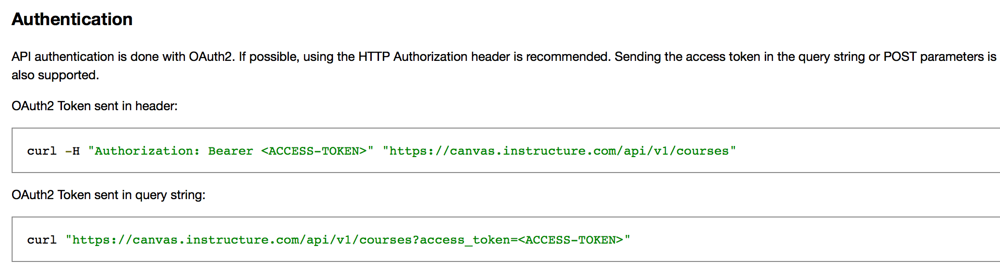 Authentication
API authentication is done with OAuth2. If possible, using the HTTP Authorization header is recommended. Sending the access token in the query string or POST parameters is
also supported.
OAuth2 Token sent in header:
curl -H "Authorization: Bearer <ACCESS-TOKEN>" "https://canvas.instructure.com/api/v1/courses"
OAuth2 Token sent in query string:
curl "https://canvas.instructure.com/api/v1/courses?access_token=<ACCESS-TOKEN>"